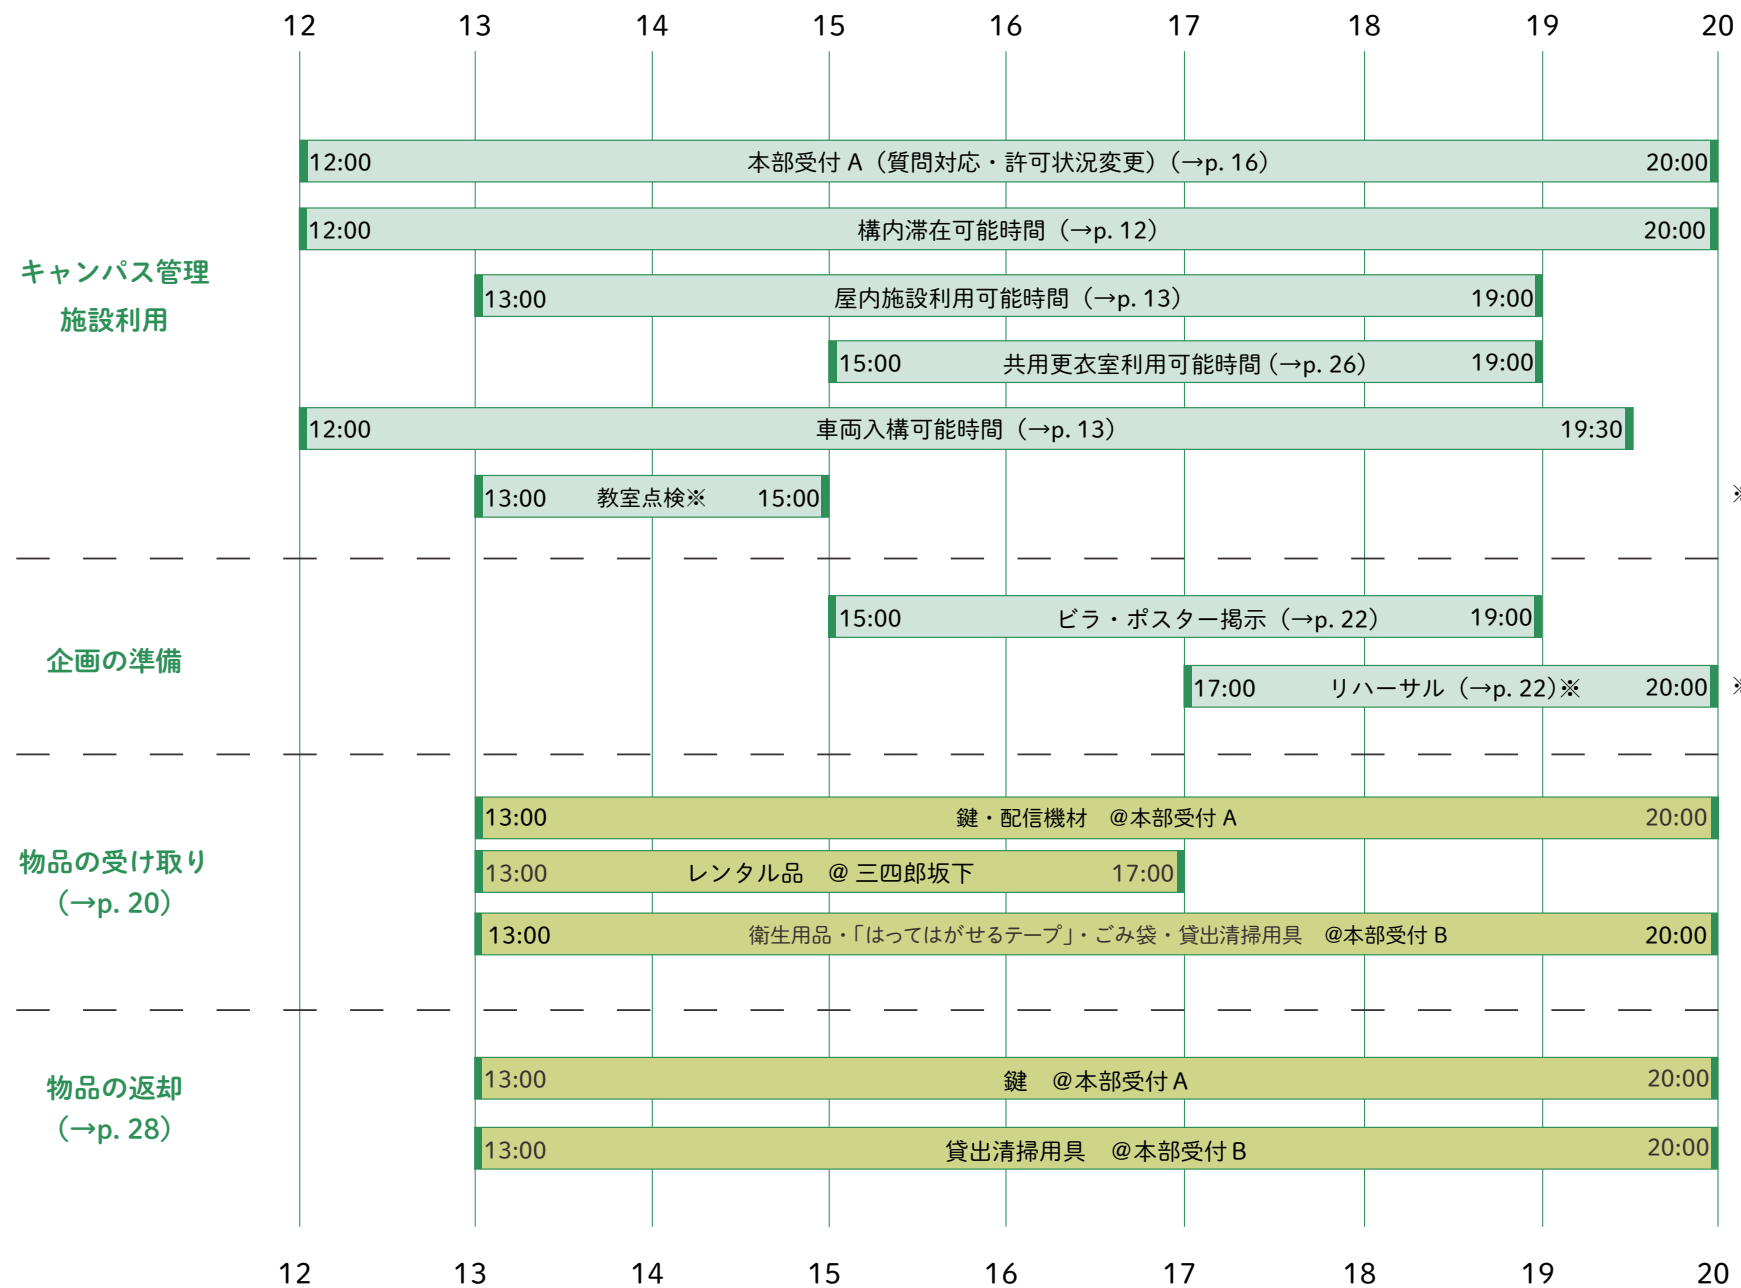 12 13 14 15 16 17 18 19 20
12:00 本部受付 A（質問対応・許可状況変更）（→p. 16） 20:00
12:00 構内滞在可能時間（→p. 12） 20:00
キャンパス管理
施設利用
13:00 屋内施設利用可能時間（→p. 13） 19:00
15:00 共用更衣室利用可能時間（→p. 26） 19:00
12:00 車両入構可能時間（→p. 13） 19:30
13:00 教室点検※ 15:00
※
企画の準備
15:00 ビラ・ポスター掲示（→p. 22） 19:00
17:00 リハーサル（→p. 22)※ 20:00
※
物品の受け取り
（→p. 20）
13:00 鍵・配信機材　@本部受付 A 20:00
13:00 レンタル品　@ 三四郎坂下 17:00
13:00 衛生用品・「はってはがせるテープ」・ごみ袋・貸出清掃用具　@本部受付 B 20:00
物品の返却
（→p. 28）
13:00 鍵　@本部受付 A 20:00
13:00 貸出清掃用具　@本部受付 B 20:00
12 13 14 15 16 17 18 19 20